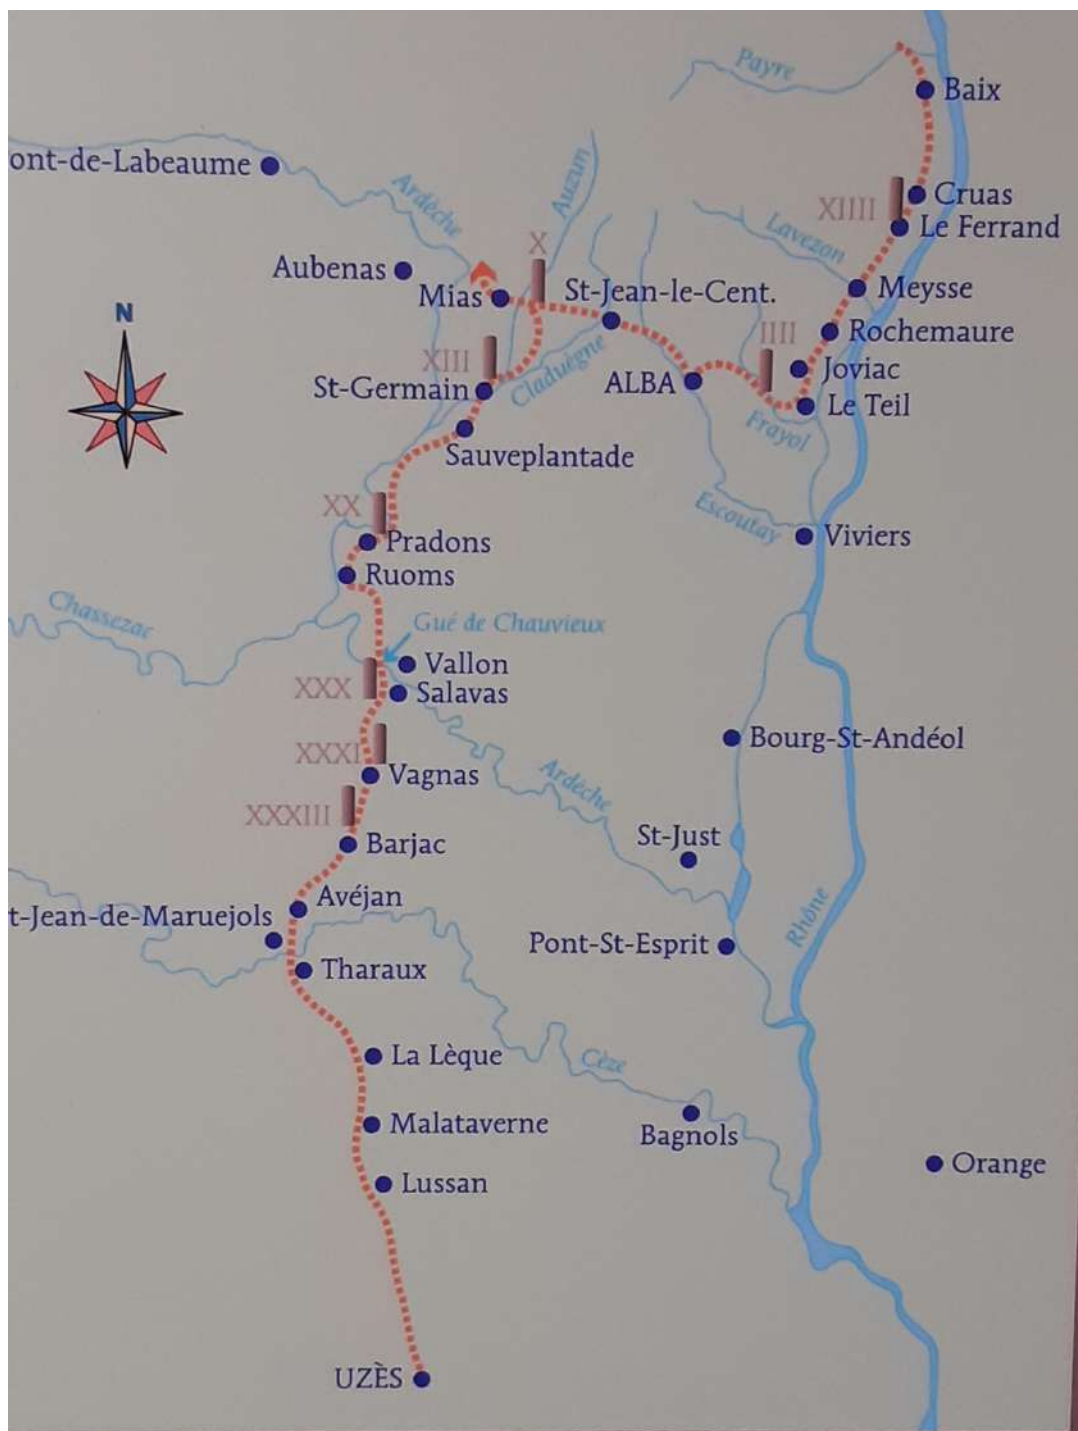 Payre
Baix
ont-de-Labeaume
Ardèche
Auzum
Cruas
XIIII
Le Ferrand
Lavezon
X
Aubenas
Mias
St-Jean-le-Cent.
Meysse
N
IIII
Rochemaure
XIII
Claduègne
Joviac
St-Germain
ALBA
Le Teil
Frayol
Sauveplantade
XX
Escoutay
Pradons
Viviers
Ruoms
Chassezac
Gué de Chauvieux
Vallon
XXX
Salavas
Bourg-St-Andéol
XXXI
Vagnas
Ardèche
XXXIII
Barjac
St-Just
Avéjan
t-Jean-de-Maruejols
Rhône
Pont-St-Esprit
Tharaux
La Lèque
Cèze
Malataverne
Bagnols
Orange
Lussan
UZÈS